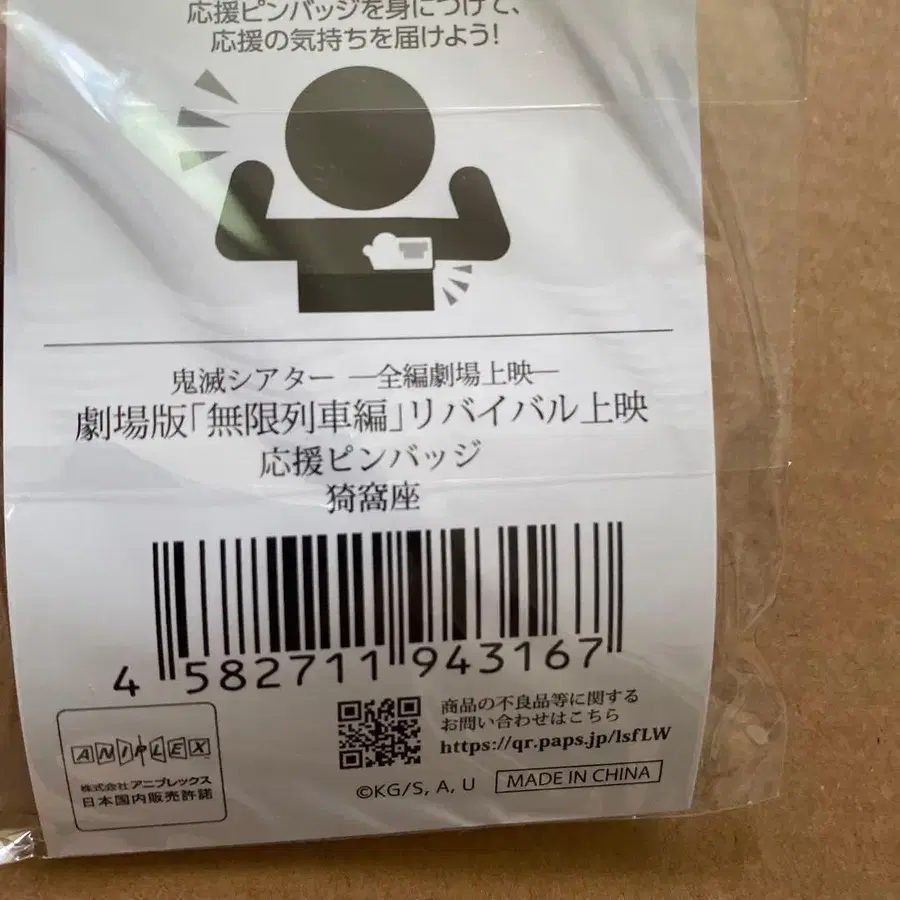 応援ピンバッジを身につけて、
応援の気持ちを届けよう!
鬼滅シアター ―全編劇場上映―
劇場版「無限列車編」リバイバル上映
応援ピンバッジ
猗窩座
4 582711 943167
商品の不良品等に関する
お問い合わせはこちら
https://qr.paps.jp/lsfLW
ANIPLEX
株式会社アニプレックス
日本国内販売許諾
©KG/S, A, U
MADE IN CHINA